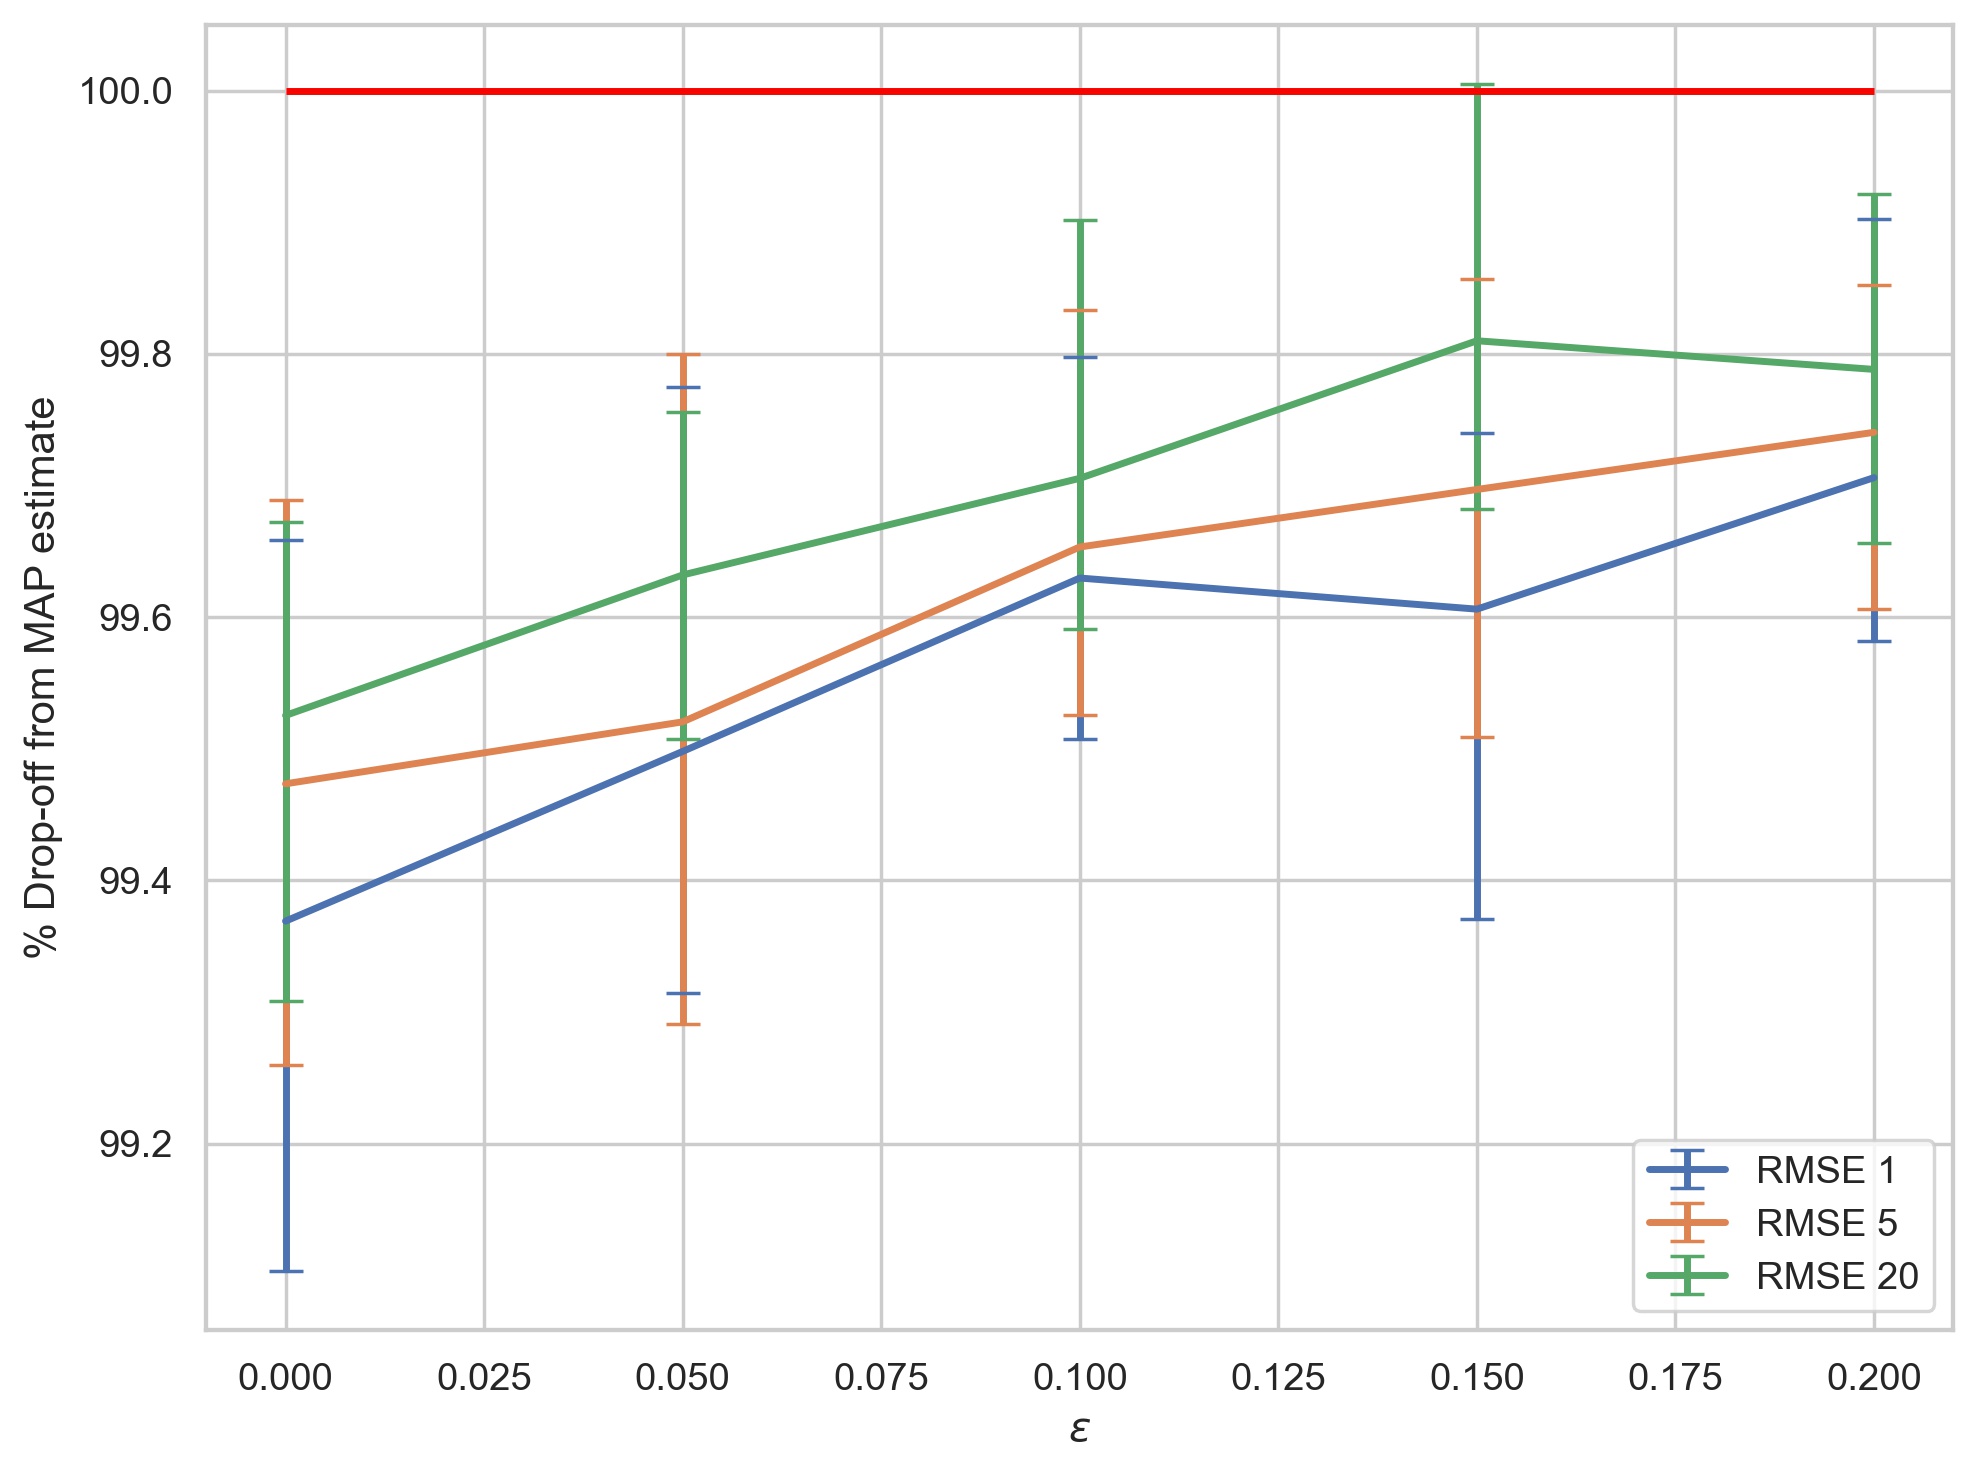 % Drop-off from MAP estimate
100.0
99.8
99.6
99.4
99.2
RMSE 1
RMSE 5
RMSE 20
0.000 0.025 0.050 0.075 0.100 0.125 0.150 0.175 0.200
ε